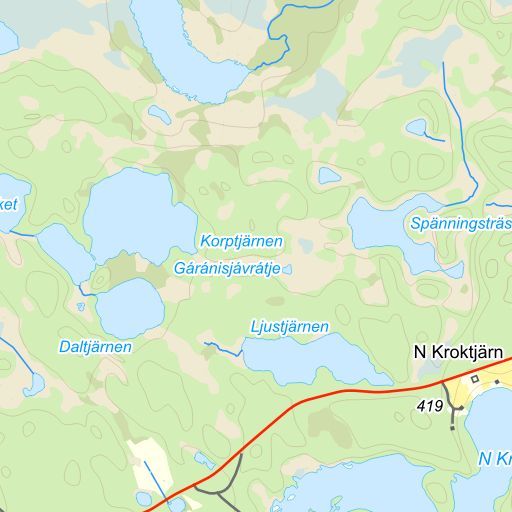 ket
Spänningsträs
Korptjärnen
Gáránisjávrátje
Ljustjärnen
Daltjärnen
N Kroktjärn
419
N Kr